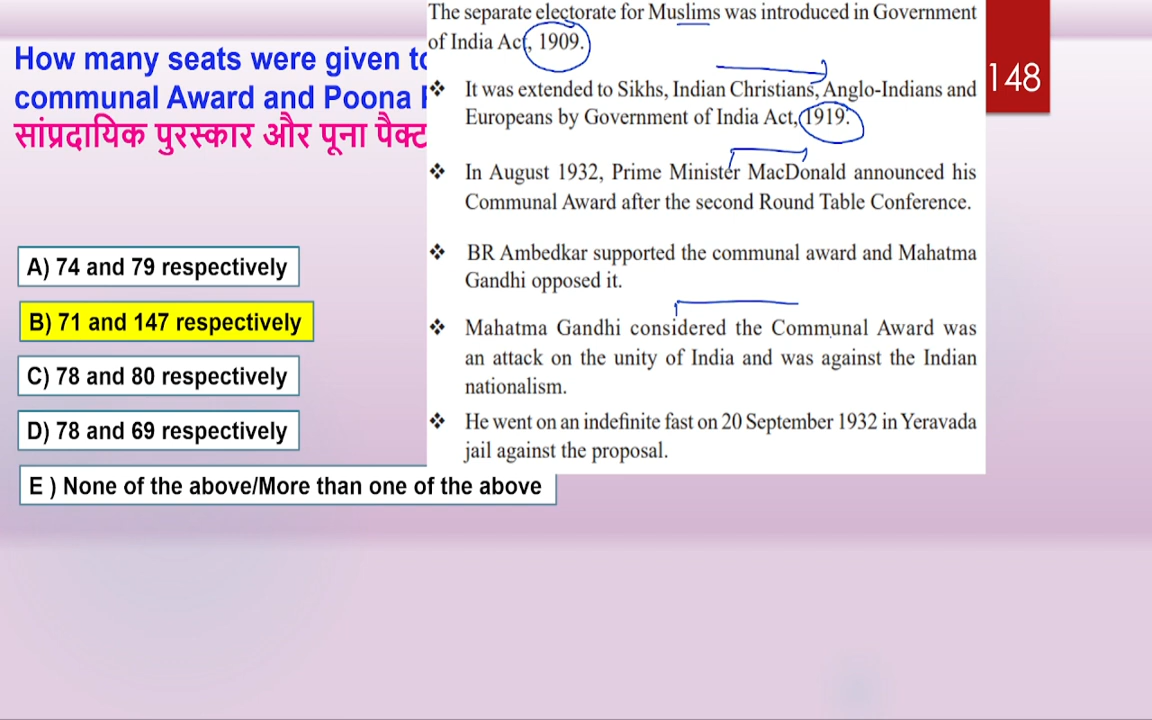 How many seats were given to
communal Award and Poona
सांप्रदायिक पुरस्कार और पूना पैक्ट
A) 74 and 79 respectively
B) 71 and 147 respectively
C) 78 and 80 respectively
D) 78 and 69 respectively
E ) None of the above/More than one of the above
The separate electorate for Muslims was introduced in Government
of India Act, 1909.
❖ It was extended to Sikhs, Indian Christians, Anglo-Indians and
Europeans by Government of India Act, 1919.
❖ In August 1932, Prime Minister MacDonald announced his
Communal Award after the second Round Table Conference.
❖ BR Ambedkar supported the communal award and Mahatma
Gandhi opposed it.
❖ Mahatma Gandhi considered the Communal Award was
an attack on the unity of India and was against the Indian
nationalism.
❖ He went on an indefinite fast on 20 September 1932 in Yeravada
jail against the proposal.
148